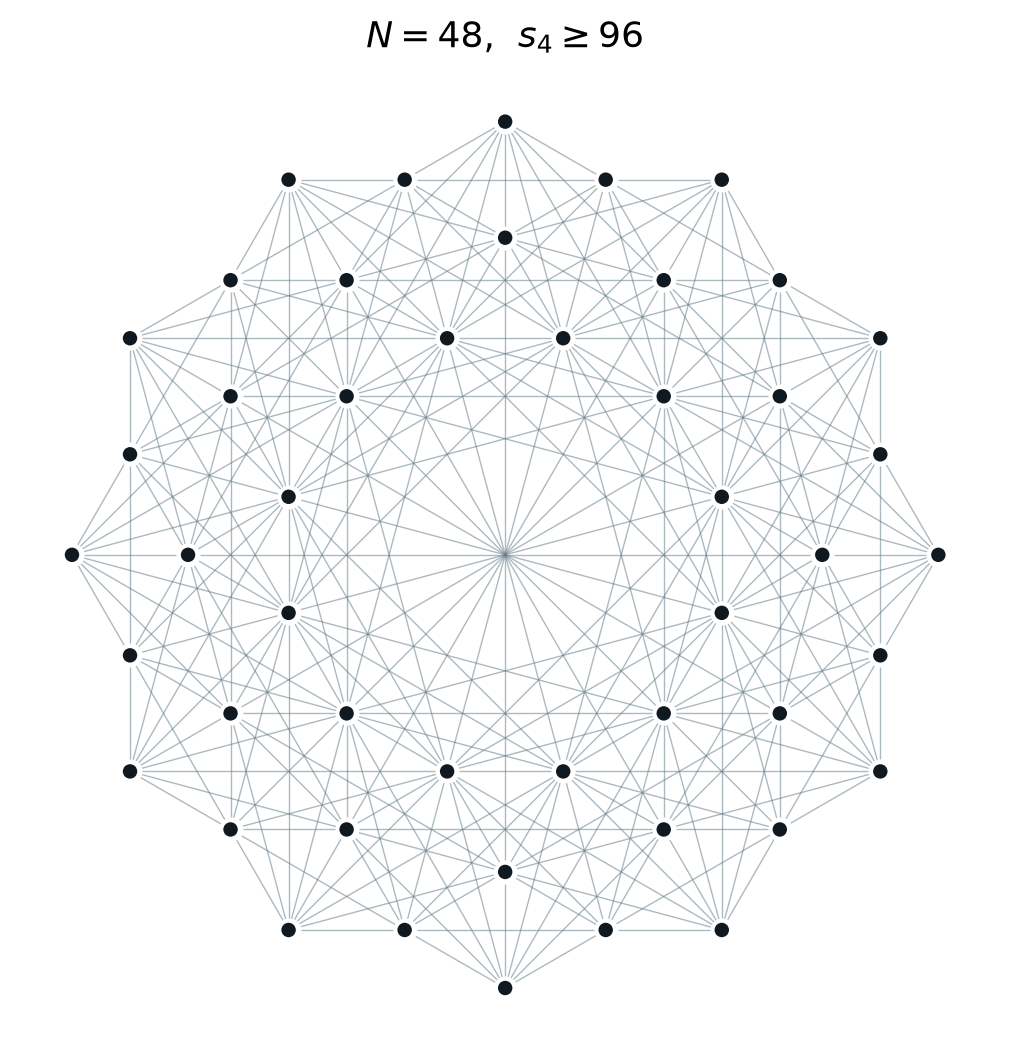 N = 48, s₄ ≥ 96